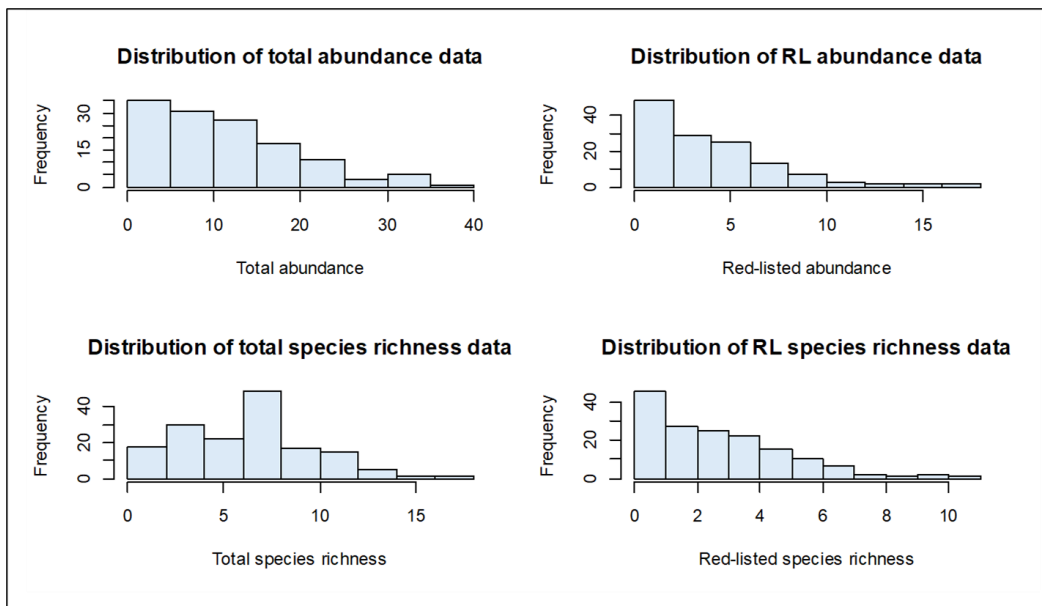 Distribution of total abundance data
Frequency
0
15
30
0
10
20
30
40
Total abundance
Distribution of RL abundance data
Frequency
0
20
40
0
5
10
15
Red-listed abundance
Distribution of total species richness data
Frequency
0
20
40
0
5
10
15
Total species richness
Distribution of RL species richness data
Frequency
0
20
40
0
2
4
6
8
10
Red-listed species richness